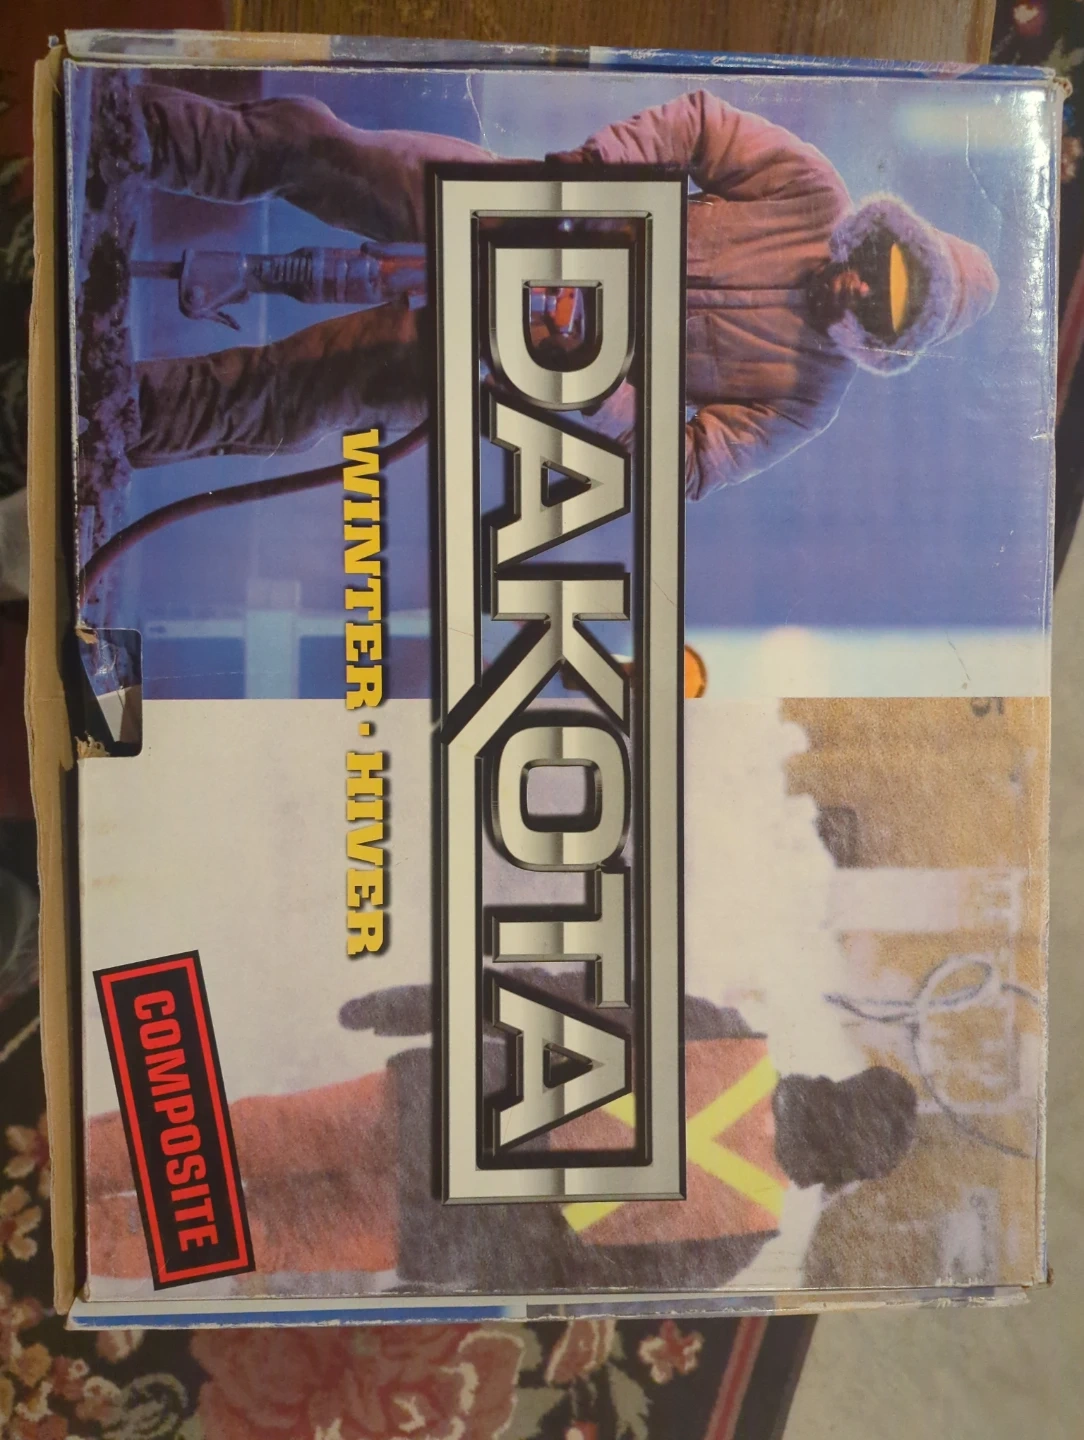 DAKOTA
WINTER · HIVER
COMPOSITE